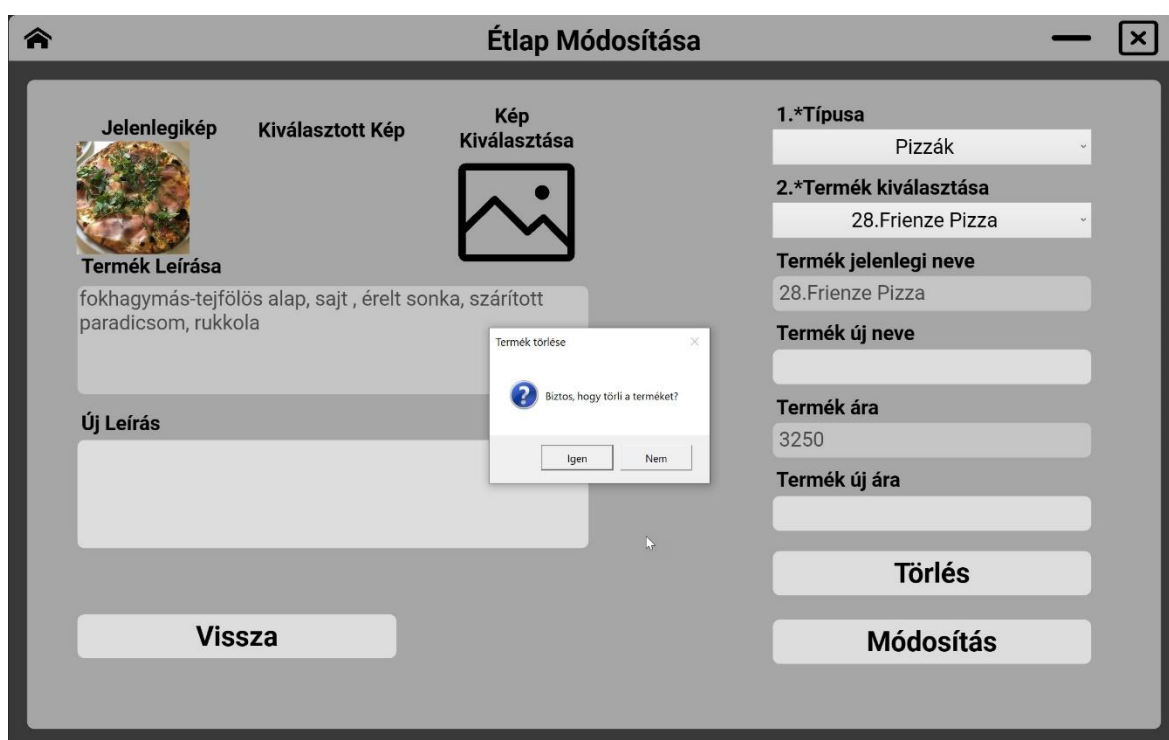 Étlap Módosítása
Jelenlegikép
Kiválasztott Kép
Kép
Kiválasztása
Termék Leírása
fokhagymás-tejfölös alap, sajt , érelt sonka, szárított
paradicsom, rukkola
Új Leírás
Vissza
Termék törlése
Biztos, hogy törli a terméket?
Igen
Nem
1.*Típusa
Pizzák
2.*Termék kiválasztása
28.Frienze Pizza
Termék jelenlegi neve
28.Frienze Pizza
Termék új neve
Termék ára
3250
Termék új ára
Törlés
Módosítás